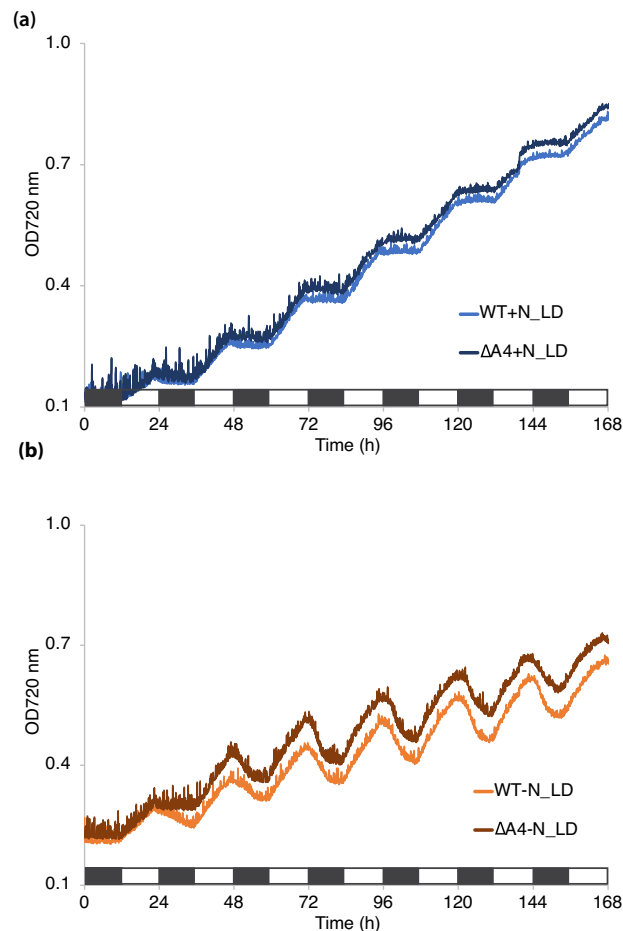 (a)
1.0
0.7
0.4
0.1
OD720 nm
WT+N_LD
ΔA4+N_LD
0 24 48 72 96 120 144 168
Time (h)
(b)
1.0
0.7
0.4
0.1
OD720 nm
WT-N_LD
ΔA4-N_LD
0 24 48 72 96 120 144 168
Time (h)